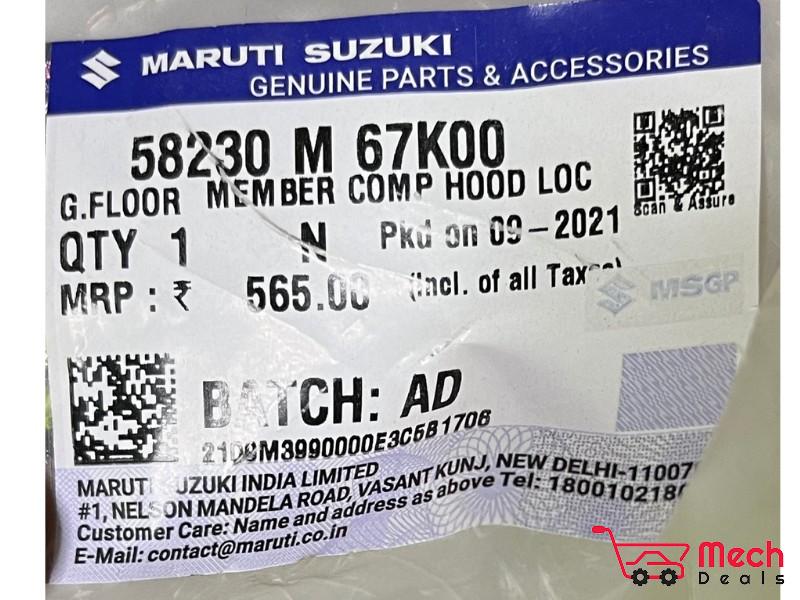 MARUTI SUZUKI
GENUINE PARTS & ACCESSORIES
58230 M 67K00
G.FLOOR MEMBER COMP HOOD LOC
Scan & Assure
QTY 1 N Pkd on 09-2021
MRP : ₹ 565.00 (Incl. of all Taxes)
MSGP
BATCH: AD
MARUTI SUZUKI INDIA LIMITED
#1, NELSON MANDELA ROAD, VASANT KUNJ, NEW DELHI-11007
Customer Care: Name and address as above Tel: 180010218
E-Mail: contact@maruti.co.in
Mech
Deals